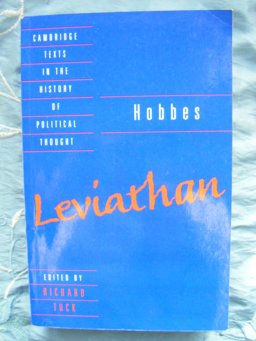 CAMBRIDGE
TEXTS
IN THE
HISTORY
OF
POLITICAL
THOUGHT
Hobbes
Leviathan
EDITED BY
RICHARD
TUCK